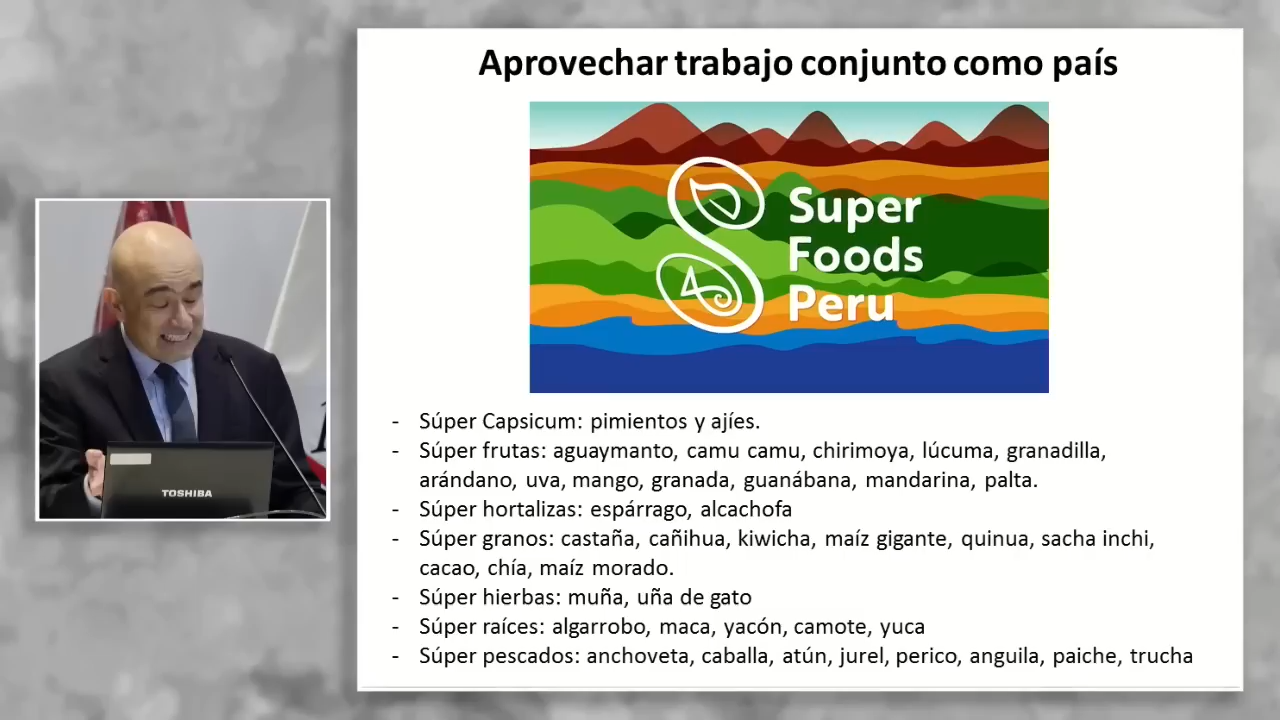 Aprovechar trabajo conjunto como país
Super
Foods
Peru
- Súper Capsicum: pimientos y ajíes.
- Súper frutas: aguaymanto, camu camu, chirimoya, lúcuma, granadilla,
arándano, uva, mango, granada, guanábana, mandarina, palta.
- Súper hortalizas: espárrago, alcachofa
- Súper granos: castaña, cañihua, kiwicha, maíz gigante, quinua, sacha inchi,
cacao, chía, maíz morado.
- Súper hierbas: muña, uña de gato
- Súper raíces: algarrobo, maca, yacón, camote, yuca
- Súper pescados: anchoveta, caballa, atún, jurel, perico, anguila, paiche, trucha
TOSHIBA